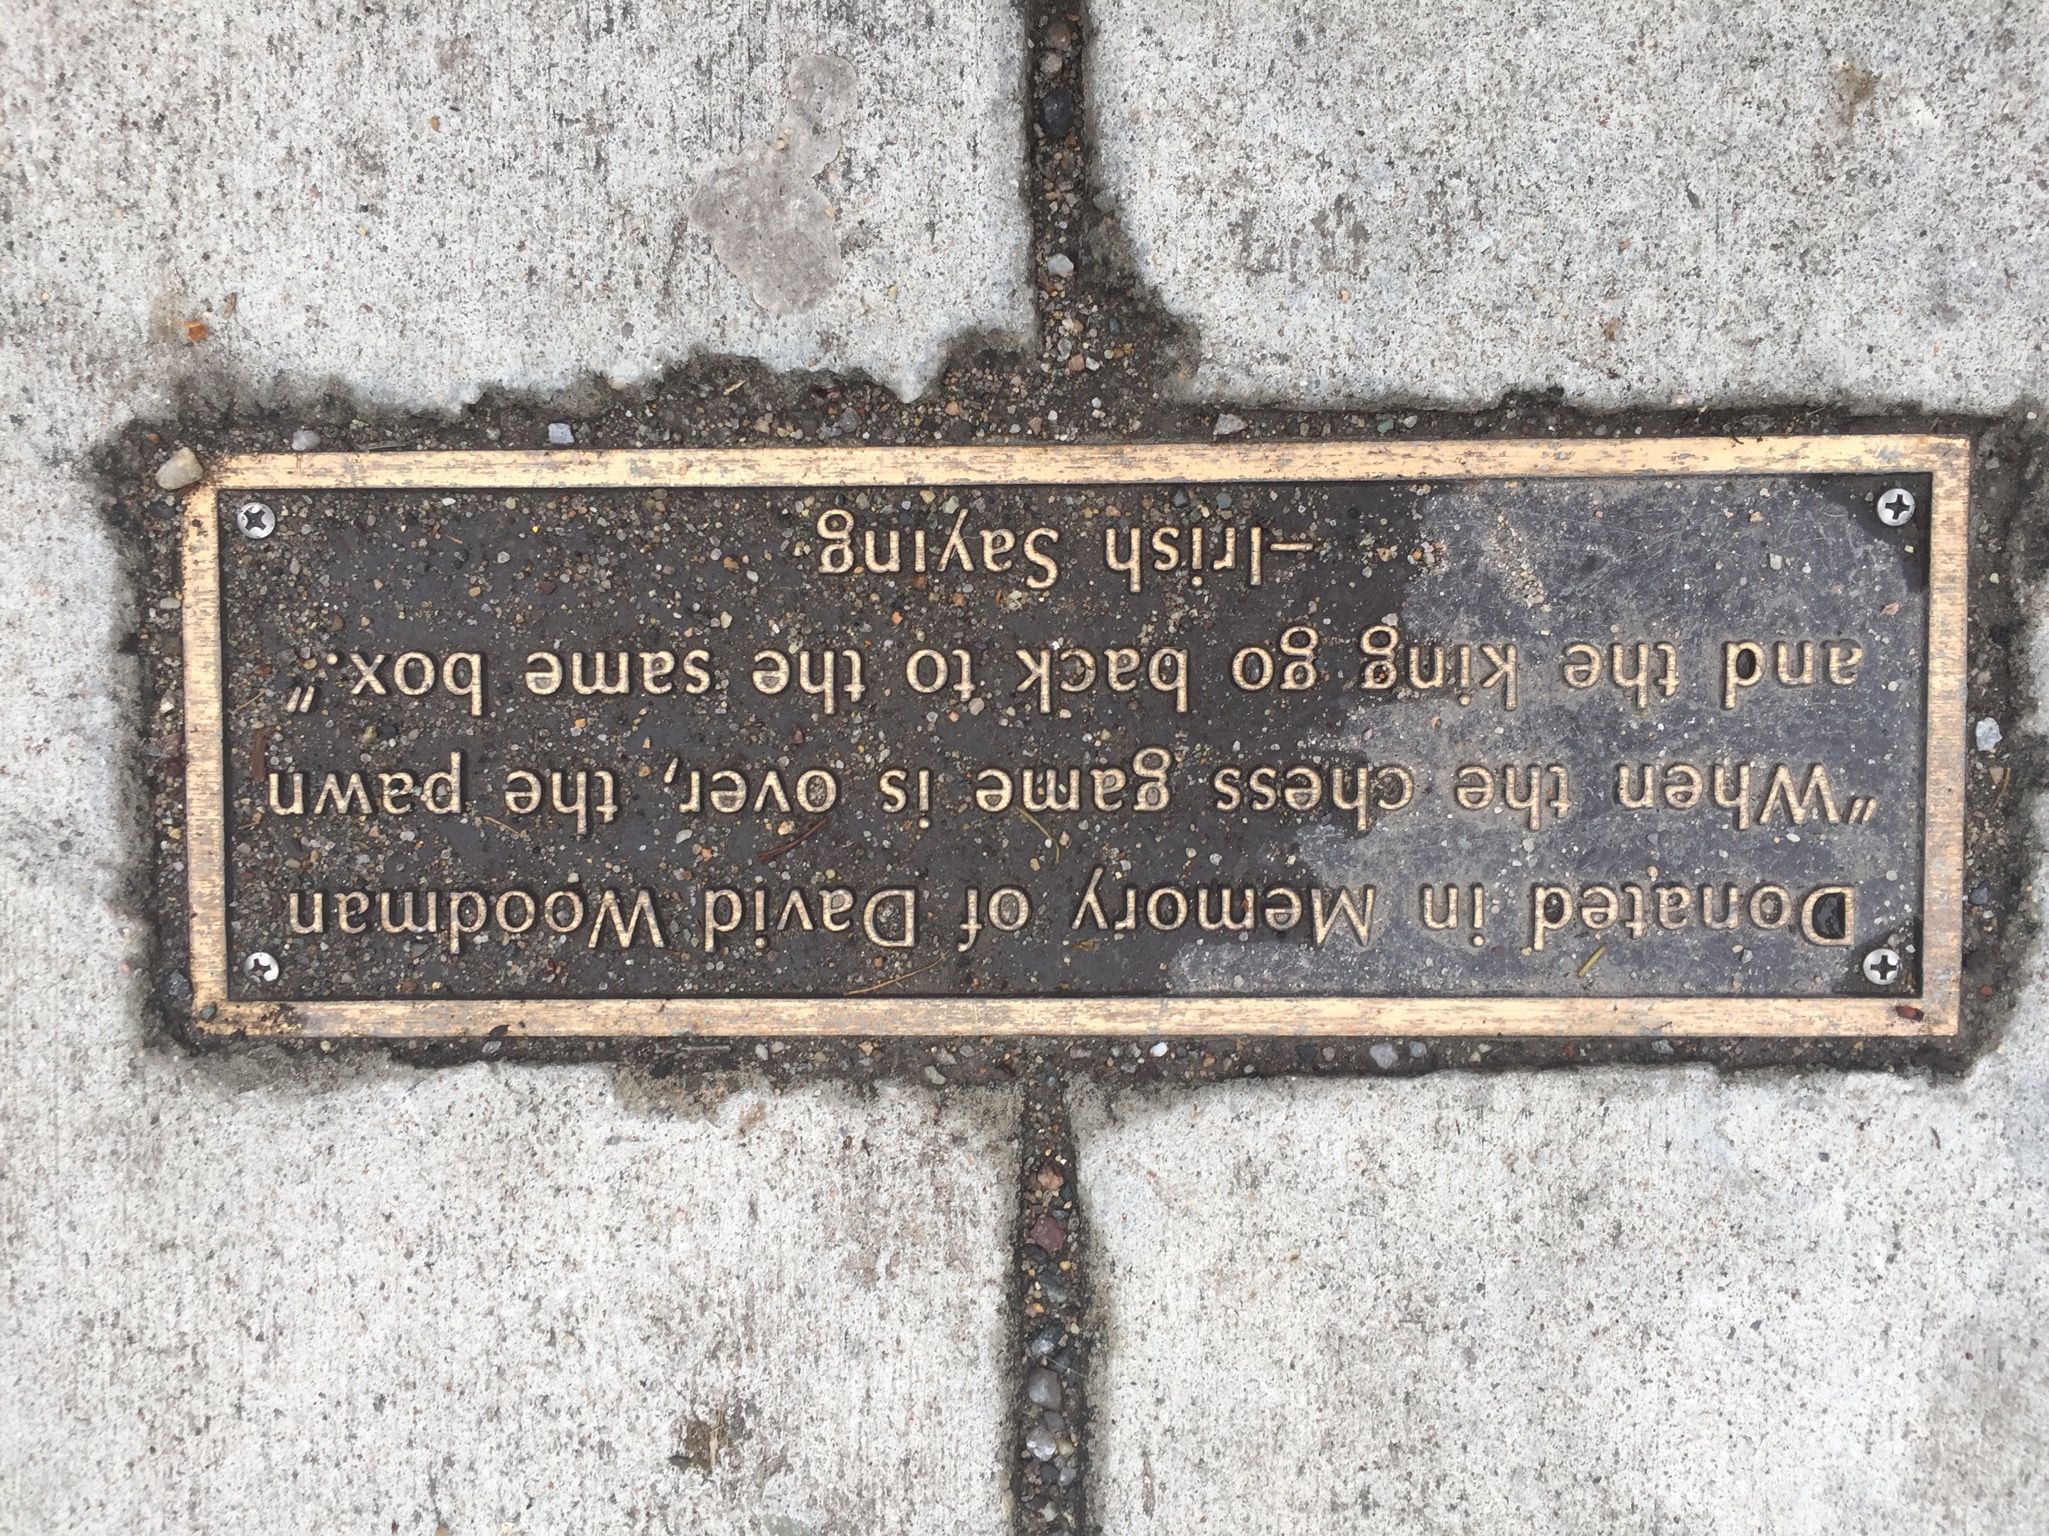 Donated in Memory of David Woodman
"When the chess game is over, the pawn
and the king go back to the same box."
–Irish Saying